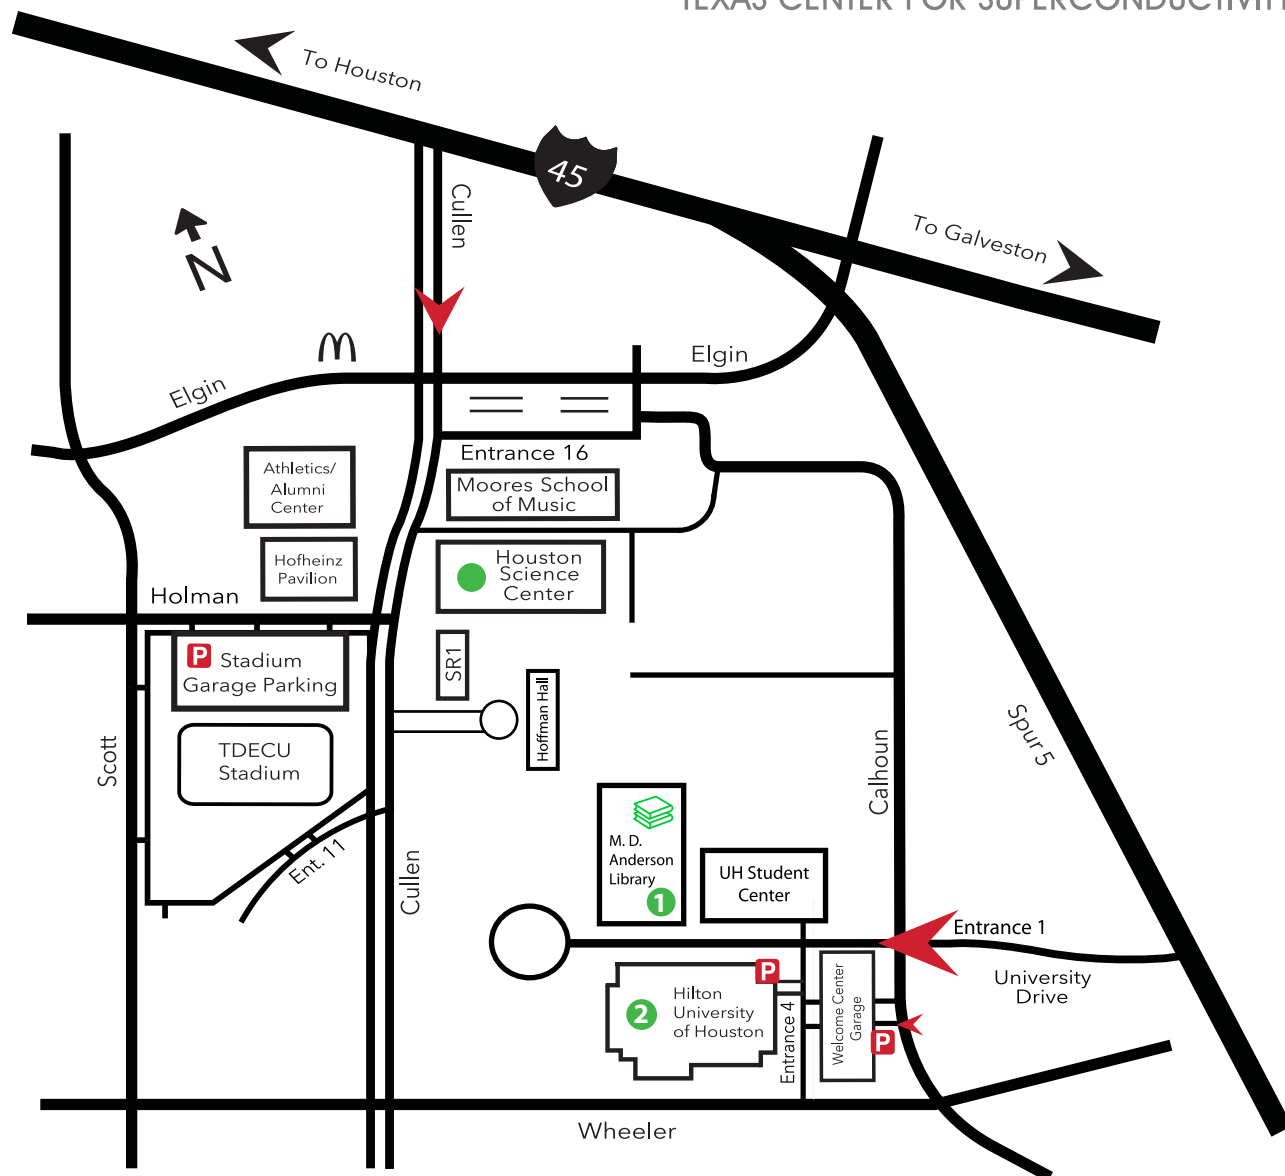 TEXAS CENTER FOR SUPERCONDUCTIVIT
To Houston
45
Cullen
To Galveston
N
Elgin
Elgin
Entrance 16
Athletics/
Alumni
Center
Moores School
of Music
Hofheinz
Pavilion
Houston
Science
Center
Holman
P
Stadium
Garage Parking
SR1
Hoffman Hall
TDECU
Stadium
Scott
Spur 5
Calhoun
Ent. 11
Cullen
M. D.
Anderson
Library
1
UH Student
Center
Entrance 1
University
Drive
P
2
Hilton
University
of Houston
Entrance 4
Welcome Center
Garage
P
Wheeler